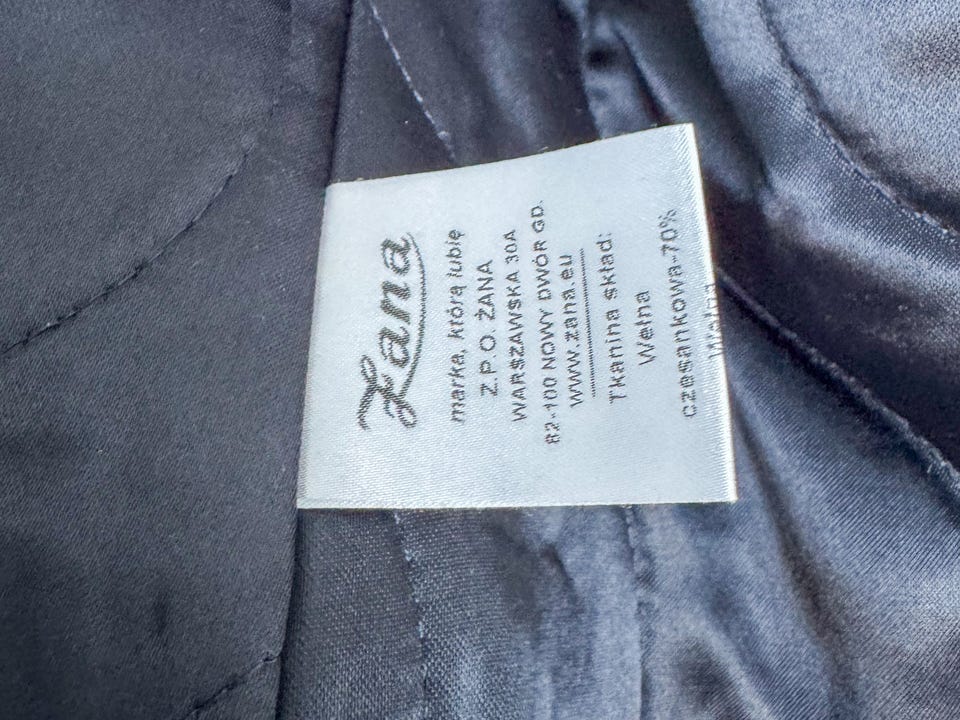 Żana
marka, którą lubię
Z.P.O. ŻANA
WARSZAWSKA 30A
82-100 NOWY DWÓR GD.
www.zana.eu
Tkanina skład:
Wełna
czesankowa-70%